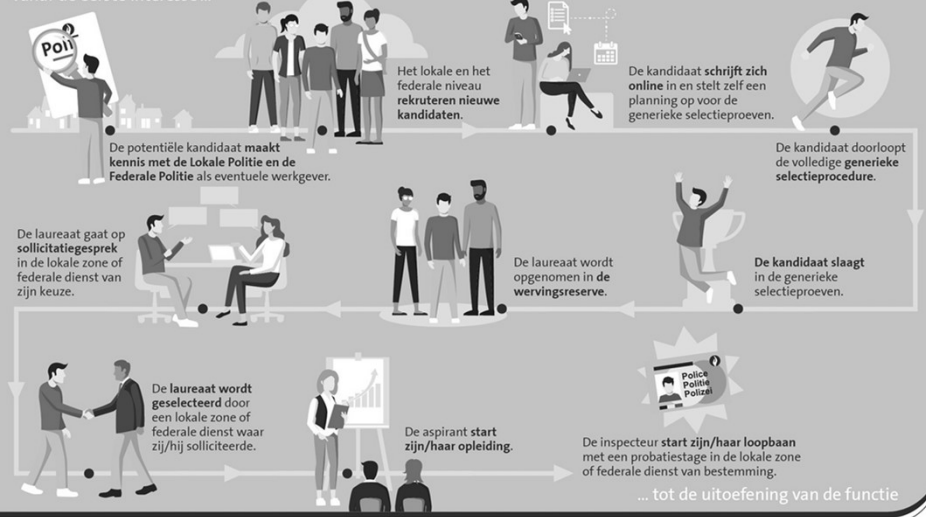 Poli
De potentiële kandidaat maakt
kennis met de Lokale Politie en de
Federale Politie als eventuele werkgever.
Het lokale en het
federale niveau
rekruteren nieuwe
kandidaten.
De kandidaat schrijft zich
online in en stelt zelf een
planning op voor de
generieke selectieproeven.
De kandidaat doorloopt
de volledige generieke
selectieprocedure.
De kandidaat slaagt
in de generieke
selectieproeven.
De laureaat wordt
opgenomen in de
wervingsreserve.
De laureaat gaat op
sollicitatiegesprek
in de lokale zone of
federale dienst van
zijn keuze.
De laureaat wordt
geselecteerd door
een lokale zone of
federale dienst waar
zij/hij solliciteerde.
De aspirant start
zijn/haar opleiding.
Police
Politie
Polizei
De inspecteur start zijn/haar loopbaan
met een probatiestage in de lokale zone
of federale dienst van bestemming.
... tot de uitoefening van de functie